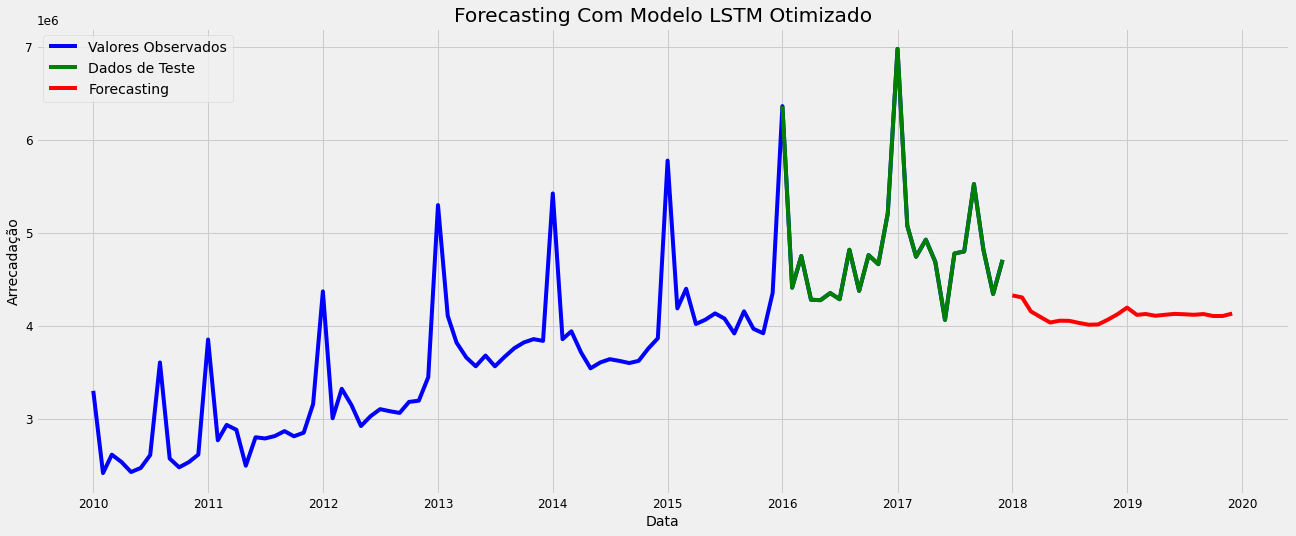 Forecasting Com Modelo LSTM Otimizado
1e6
Valores Observados
Dados de Teste
Forecasting
7
6
5
4
3
Arrecadação
2010 2011 2012 2013 2014 2015 2016 2017 2018 2019 2020
Data